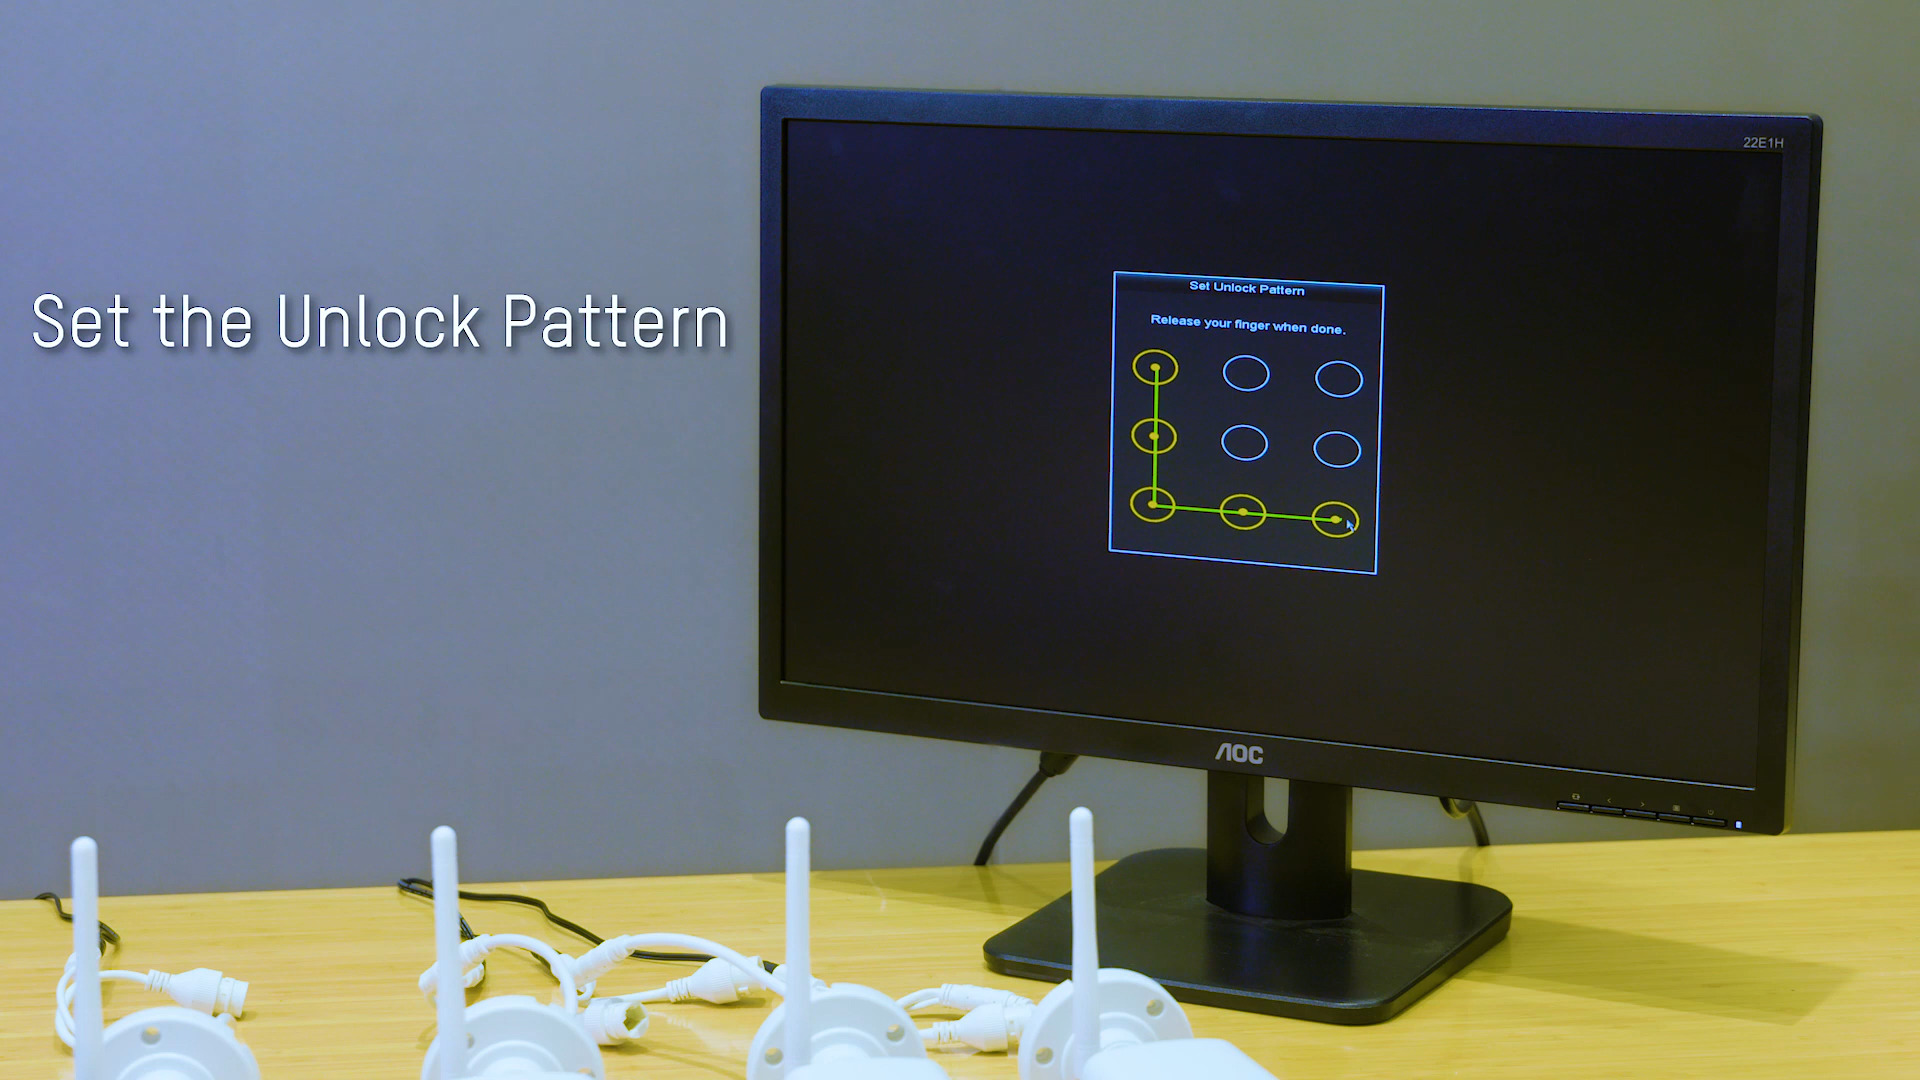 Set the Unlock Pattern
22E1H
Set Unlock Pattern
Release your finger when done.
AOC